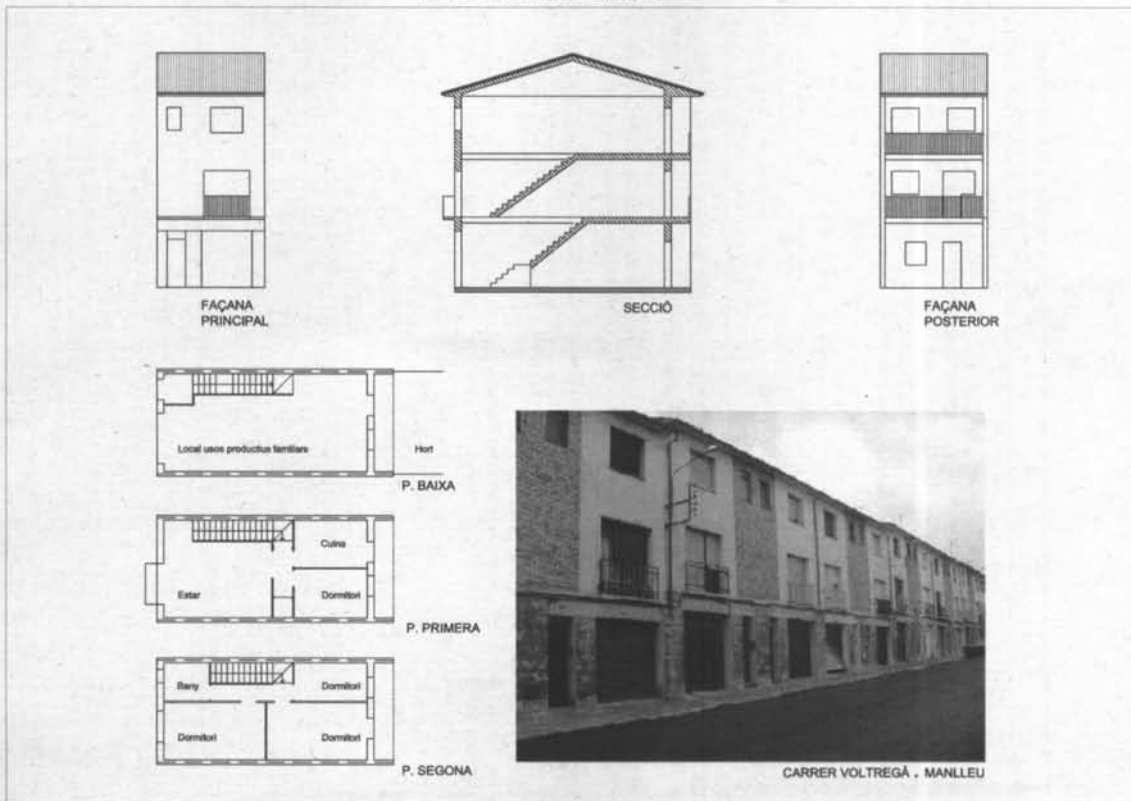 FAÇANA
PRINCIPAL
SECCIÓ
FAÇANA
POSTERIOR
Local usos productius familiars
Hort
P. BAIXA
Cuina
Estar
Dormitori
P. PRIMERA
Bany
Dormitori
Dormitori
Dormitori
P. SEGONA
CARRER VOLTREGÀ . MANLLEU